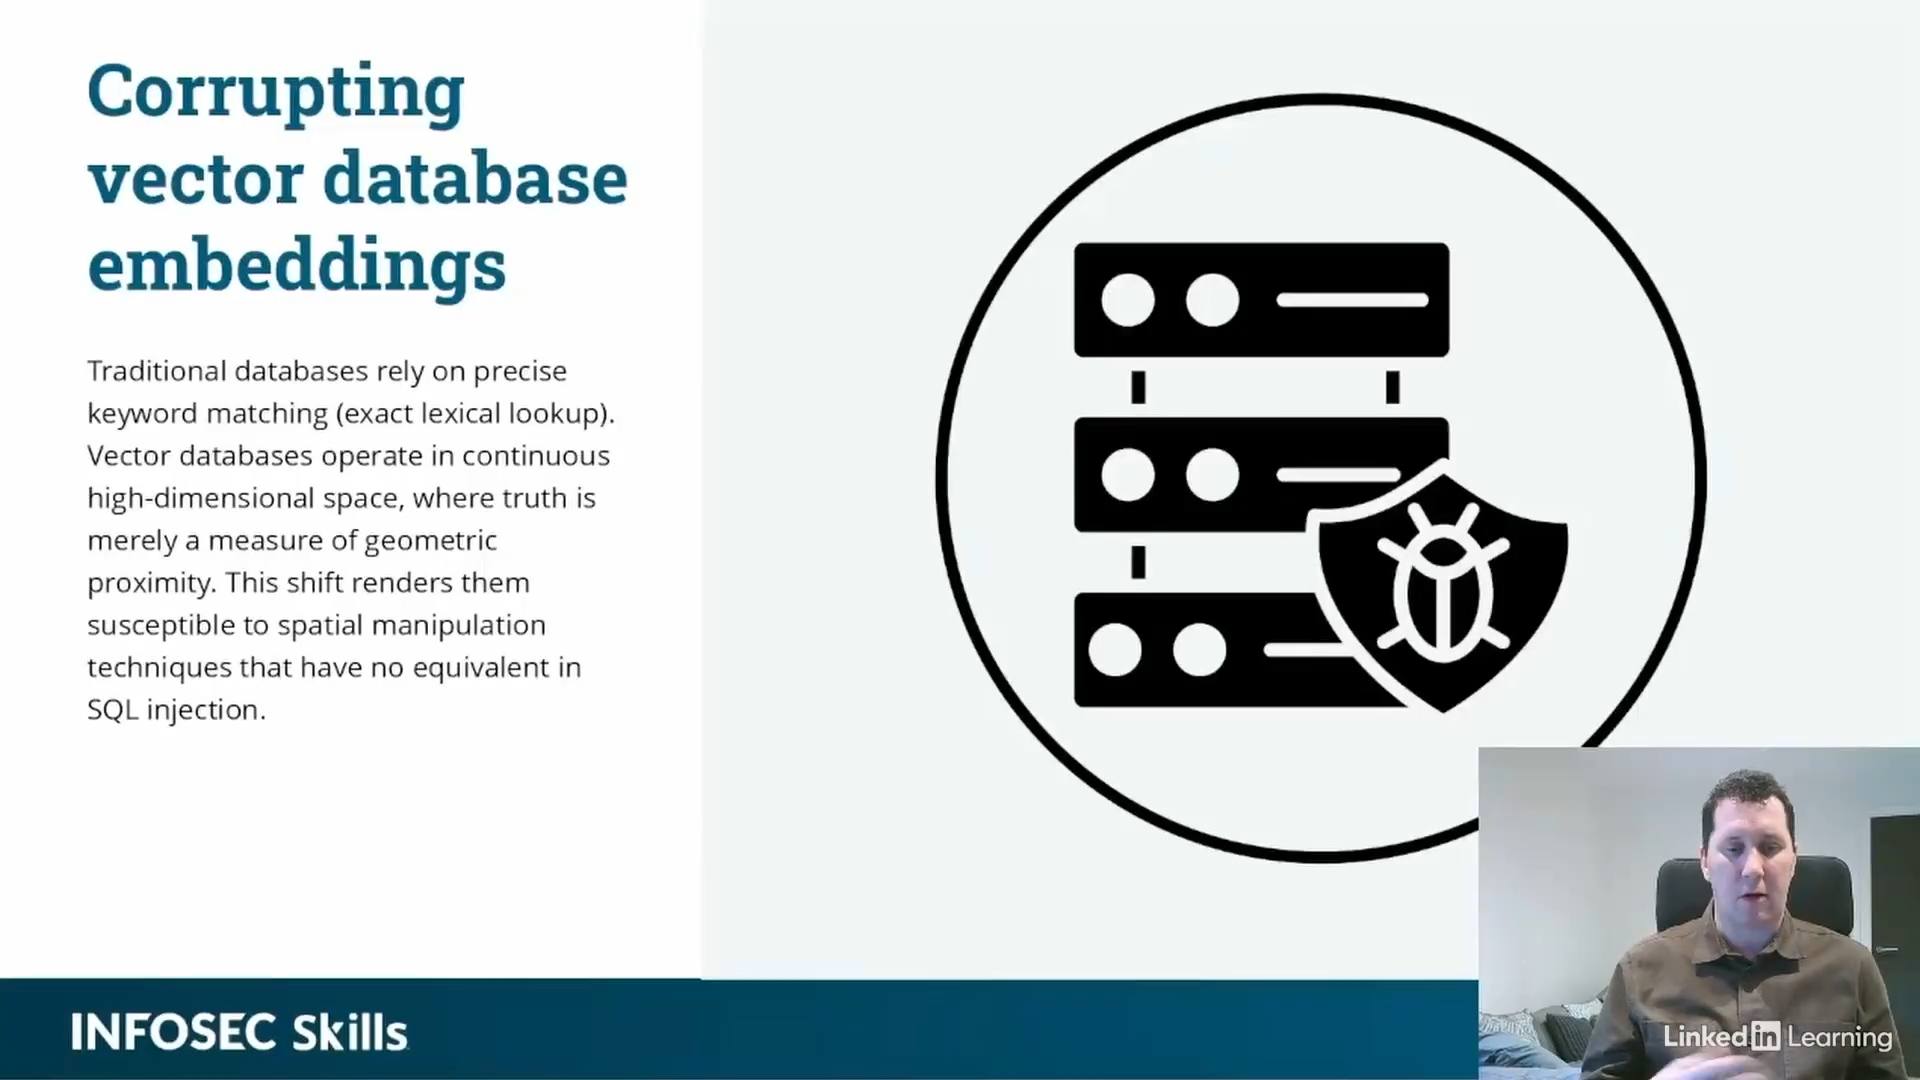 Corrupting
vector database
embeddings
Traditional databases rely on precise
keyword matching (exact lexical lookup).
Vector databases operate in continuous
high-dimensional space, where truth is
merely a measure of geometric
proximity. This shift renders them
susceptible to spatial manipulation
techniques that have no equivalent in
SQL injection.
INFOSEC Skills
LinkedIn Learning